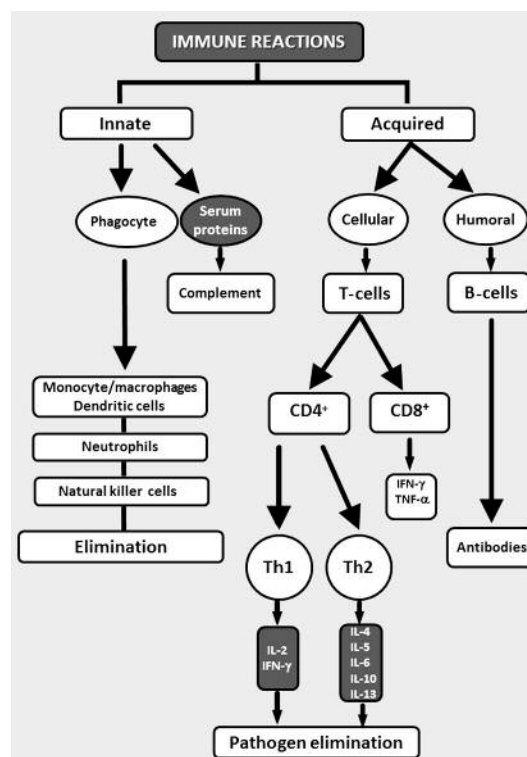 IMMUNE REACTIONS
Innate
Acquired
Phagocyte
Serum
proteins
Cellular
Humoral
Complement
T-cells
B-cells
Monocyte/macrophages
Dendritic cells
CD4⁺
CD8⁺
Neutrophils
Natural killer cells
IFN-γ
TNF-α
Elimination
Th1
Th2
Antibodies
IL-2
IFN-γ
IL-4
IL-5
IL-6
IL-10
IL-13
Pathogen elimination